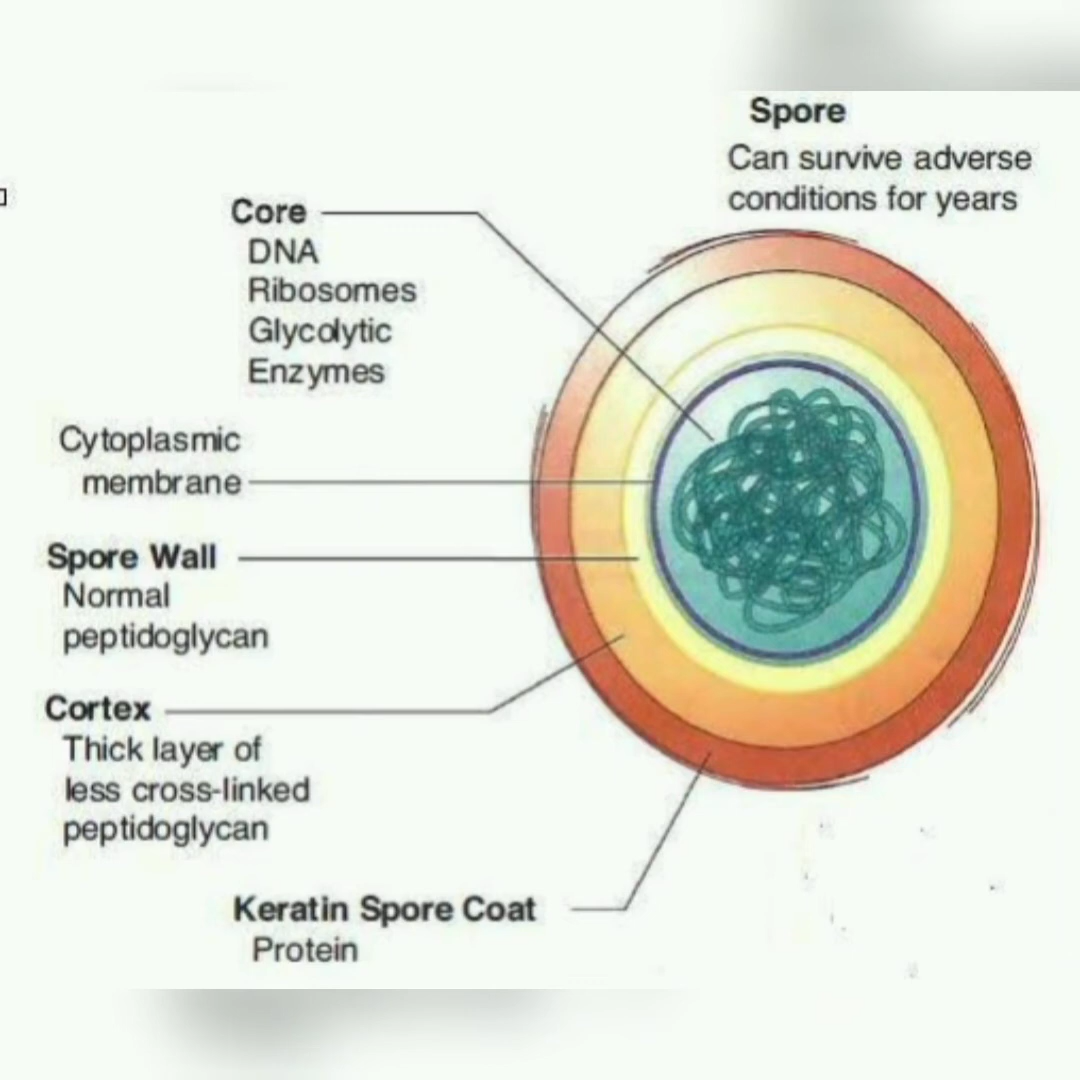 Spore
Can survive adverse
conditions for years
Core
DNA
Ribosomes
Glycolytic
Enzymes
Cytoplasmic
membrane
Spore Wall
Normal
peptidoglycan
Cortex
Thick layer of
less cross-linked
peptidoglycan
Keratin Spore Coat
Protein